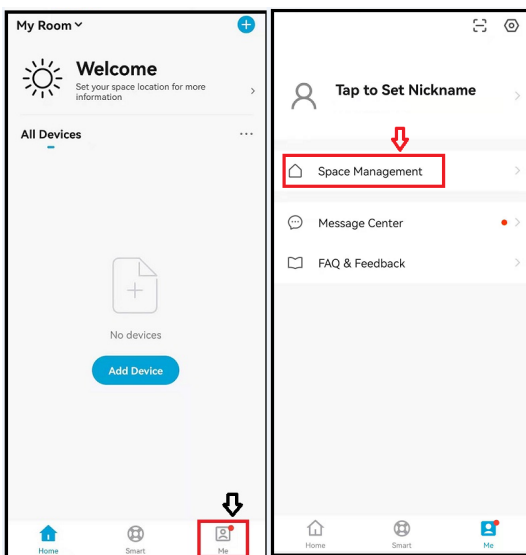 My Room
Welcome
Set your space location for more
information
All Devices
No devices
Add Device
Home
Smart
Me
Tap to Set Nickname
Space Management
Message Center
FAQ & Feedback
Home
Smart
Me